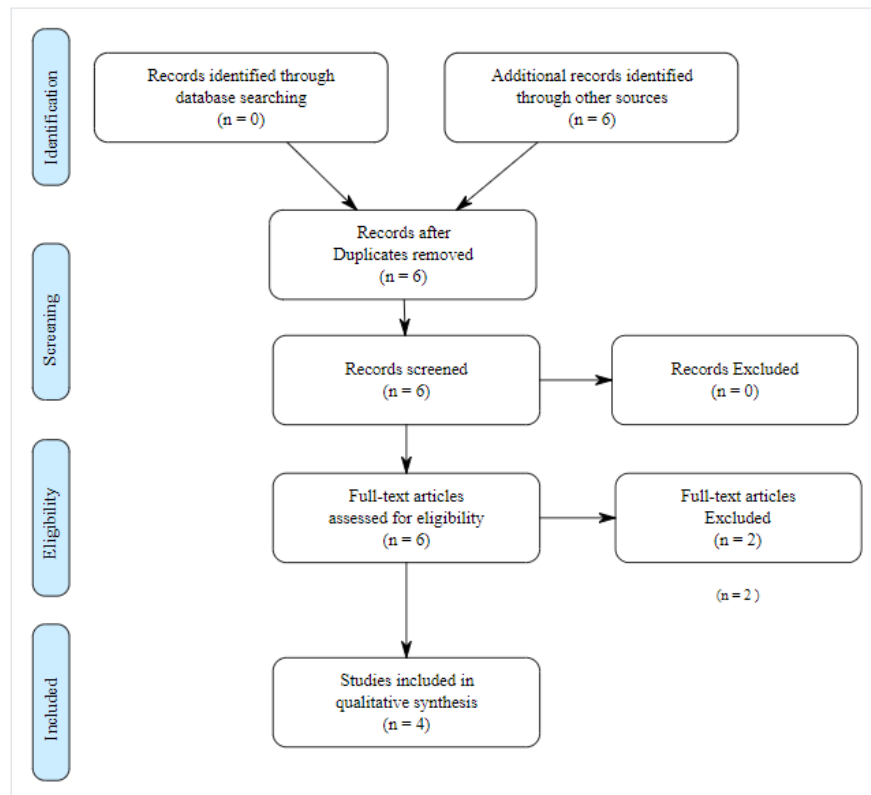 Identification
Records identified through
database searching
(n = 0)
Additional records identified
through other sources
(n = 6)
Records after
Duplicates removed
(n = 6)
Screening
Records screened
(n = 6)
Records Excluded
(n = 0)
Eligibility
Full-text articles
assessed for eligibility
(n = 6)
Full-text articles
Excluded
(n = 2)
(n = 2 )
Included
Studies included in
qualitative synthesis
(n = 4)